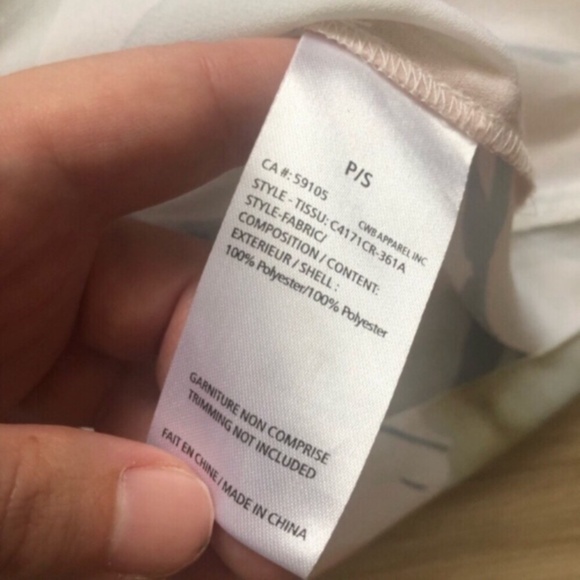 P/S
CA #: 59105
CWB APPAREL INC
STYLE - TISSU: C4171CR-361A
STYLE-FABRIC/
COMPOSITION / CONTENT:
EXTERIEUR / SHELL :
100% Polyester/100% Polyester
GARNITURE NON COMPRISE
TRIMMING NOT INCLUDED
FAIT EN CHINE / MADE IN CHINA